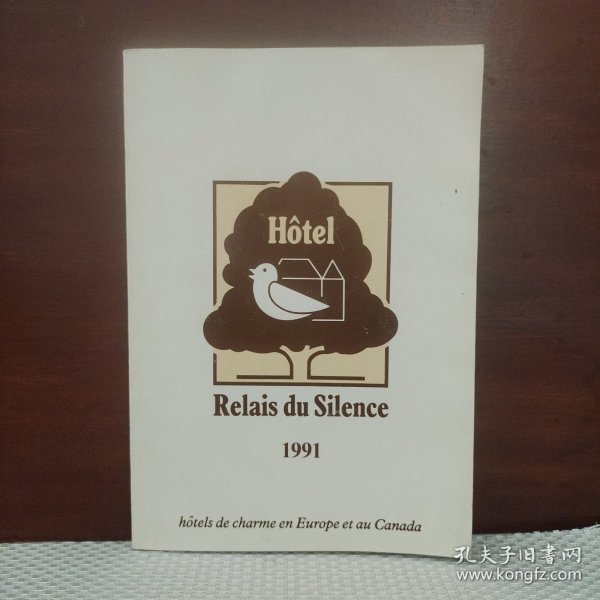 Hôtel
Relais du Silence
1991
hôtels de charme en Europe et au Canada
孔夫子旧书网
www.kongfz.com